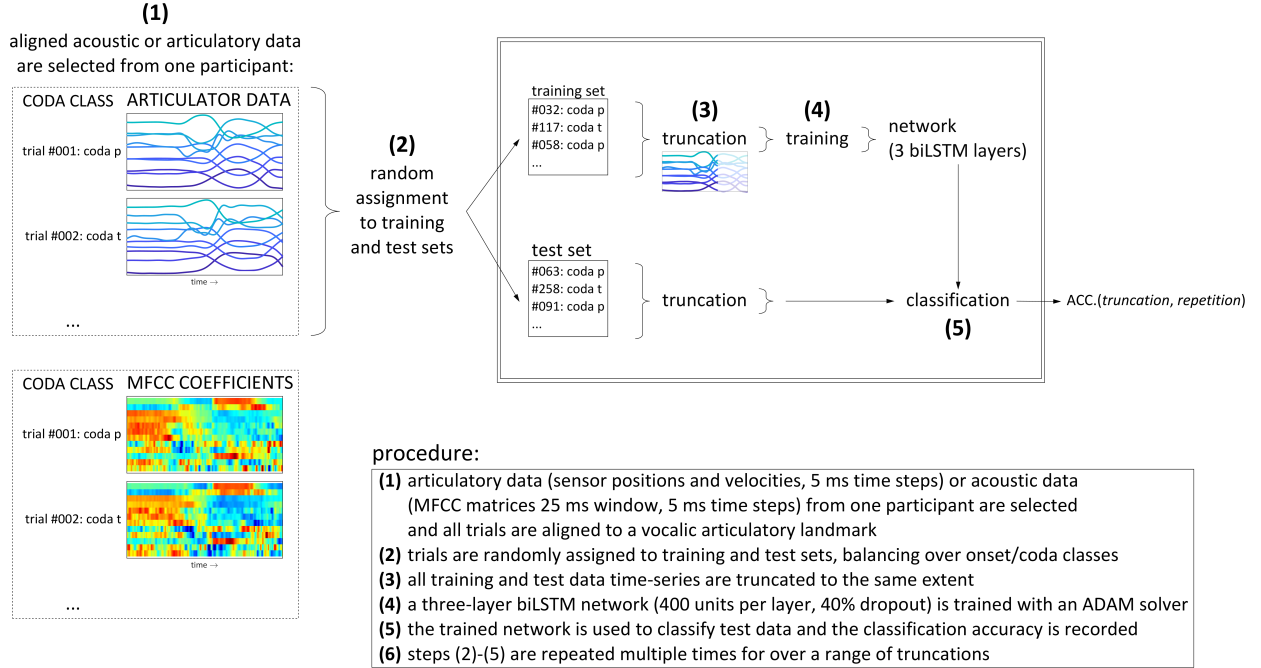 (1)
aligned acoustic or articulatory data
are selected from one participant:
CODA CLASS ARTICULATOR DATA
trial #001: coda p
trial #002: coda t
time →
...
CODA CLASS MFCC COEFFICIENTS
trial #001: coda p
trial #002: coda t
time →
...
(2)
random
assignment
to training
and test sets
training set
#032: coda p
#117: coda t
#058: coda p
...
(3)
truncation
(4)
training
network
(3 biLSTM layers)
test set
#063: coda p
#258: coda t
#091: coda p
...
truncation
classification
(5)
ACC.(truncation, repetition)
procedure:
(1) articulatory data (sensor positions and velocities, 5 ms time steps) or acoustic data
(MFCC matrices 25 ms window, 5 ms time steps) from one participant are selected
and all trials are aligned to a vocalic articulatory landmark
(2) trials are randomly assigned to training and test sets, balancing over onset/coda classes
(3) all training and test data time-series are truncated to the same extent
(4) a three-layer biLSTM network (400 units per layer, 40% dropout) is trained with an ADAM solver
(5) the trained network is used to classify test data and the classification accuracy is recorded
(6) steps (2)-(5) are repeated multiple times for over a range of truncations